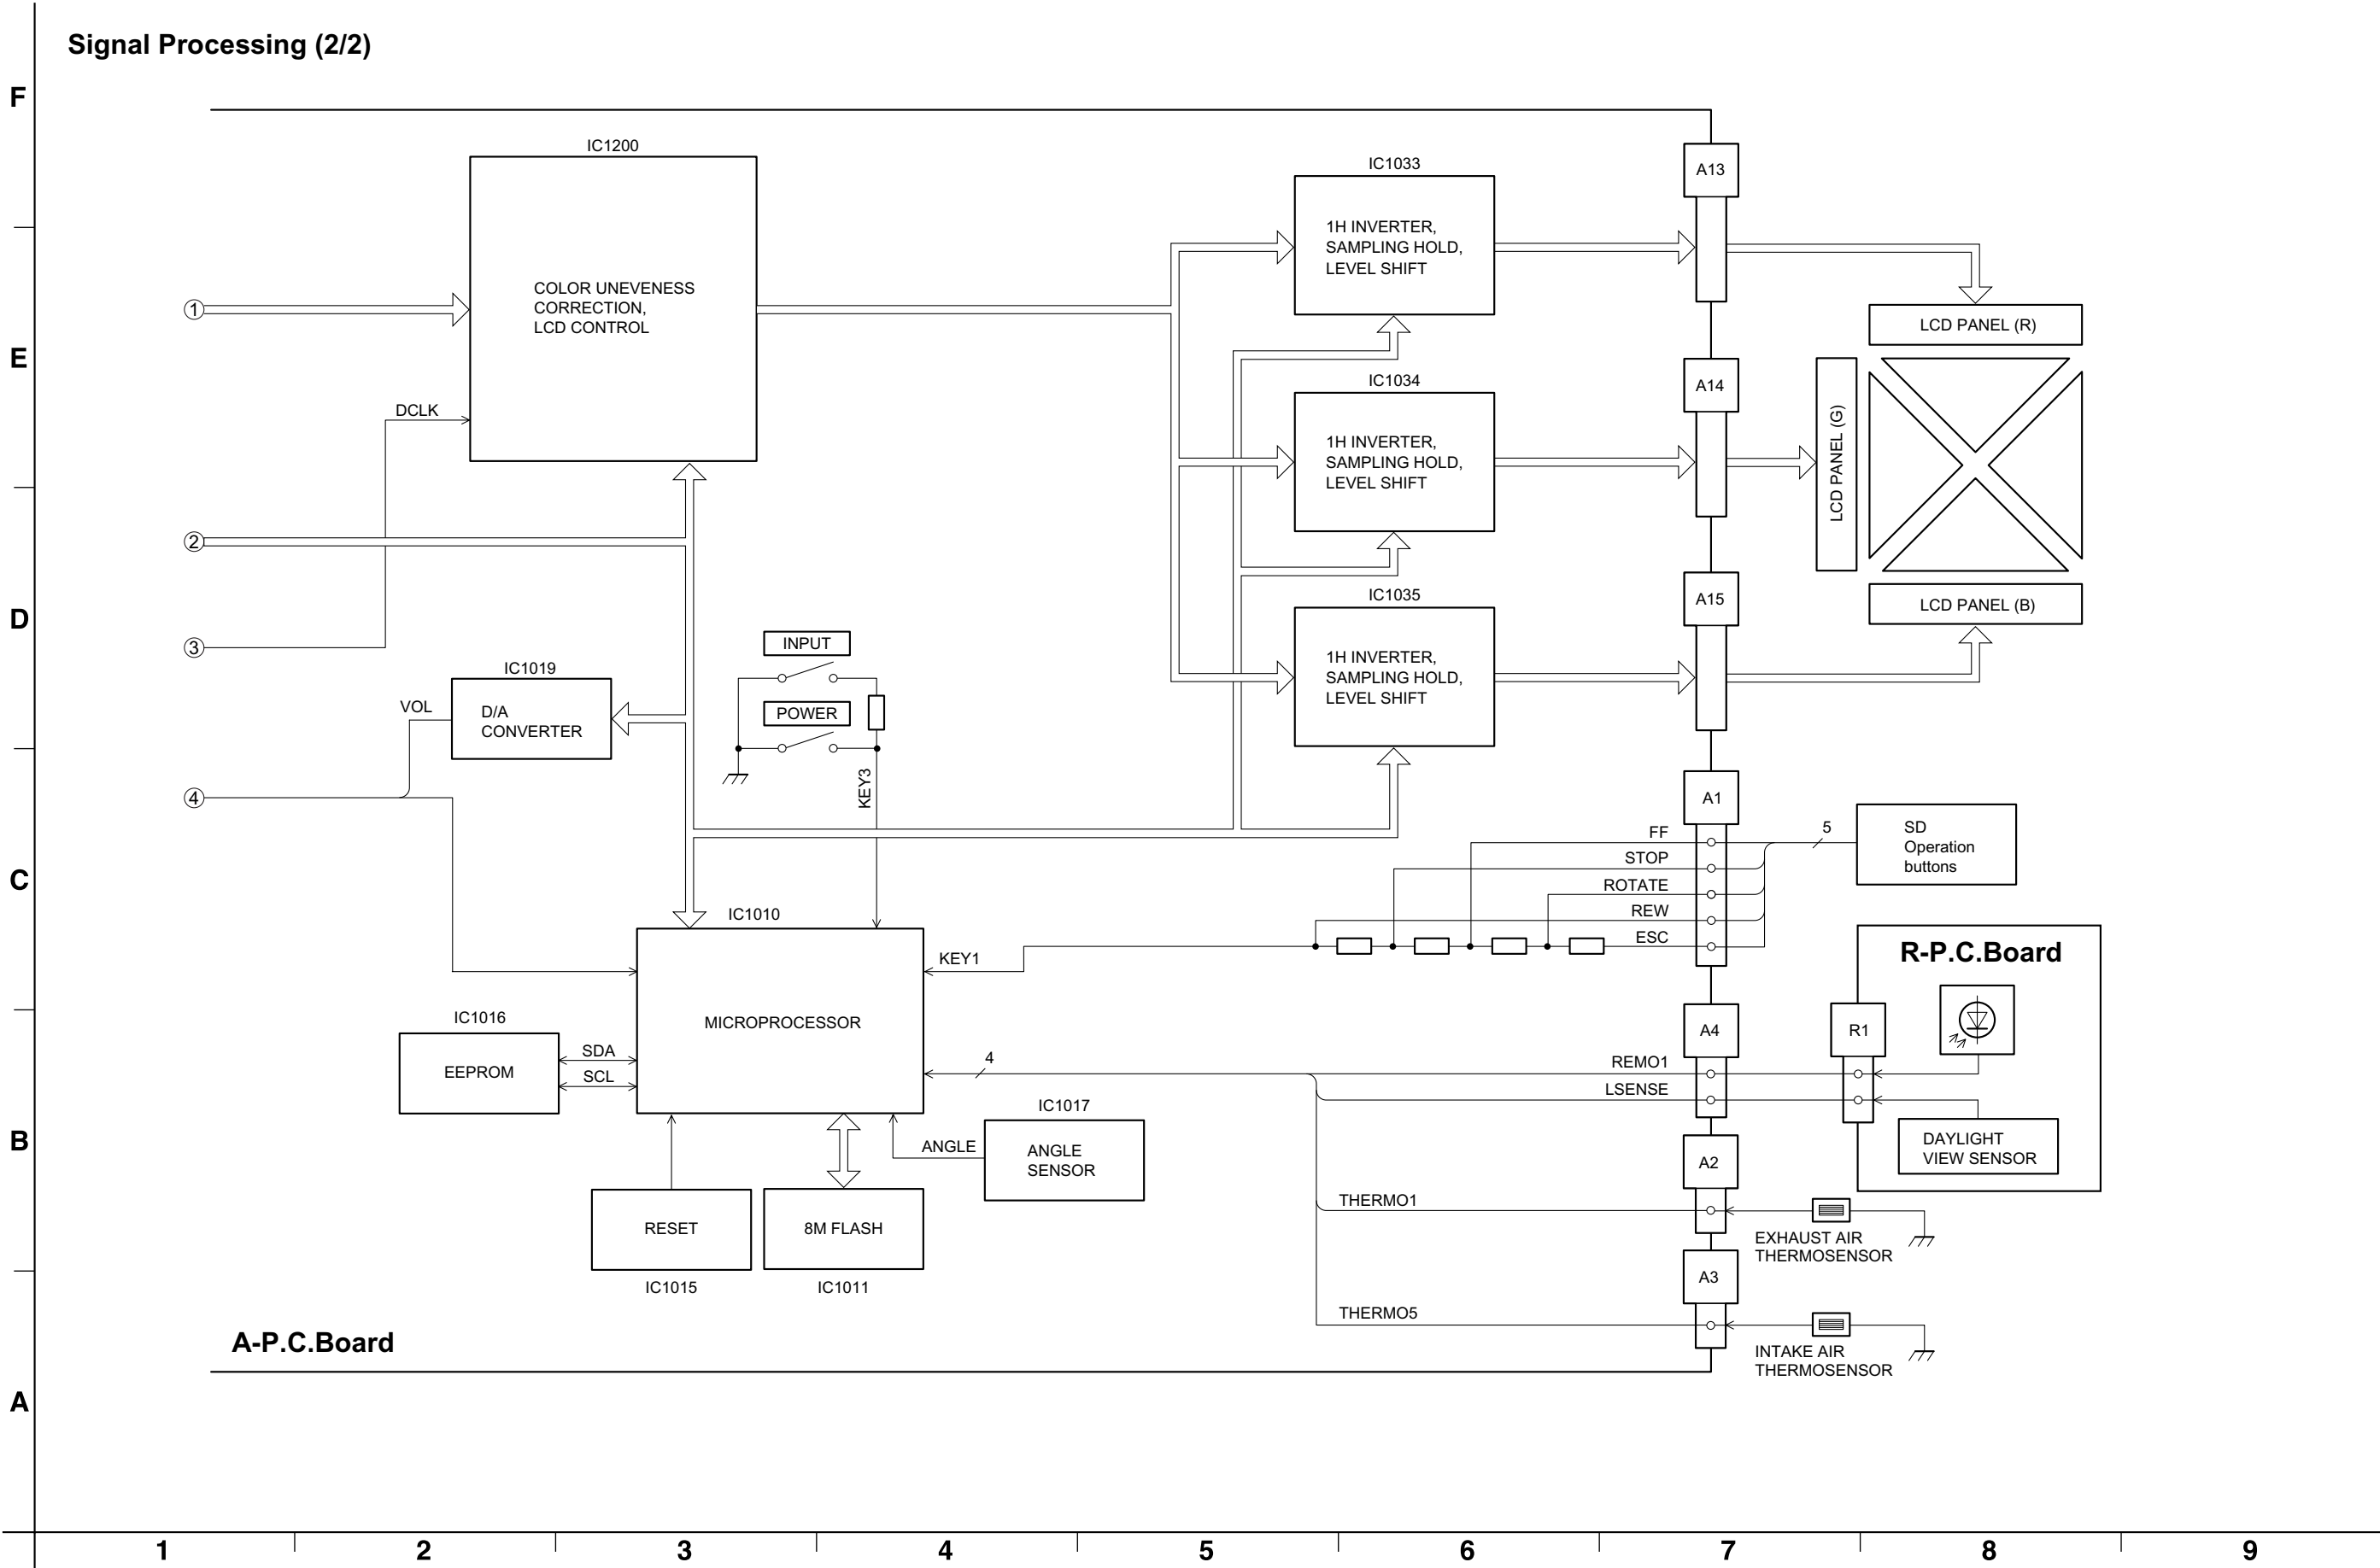 Signal Processing (2/2)
F
E
D
C
B
A
IC1200
COLOR UNEVENESS
CORRECTION,
LCD CONTROL
1
DCLK
2
3
4
IC1019
VOL
D/A
CONVERTER
INPUT
POWER
KEY3
IC1033
1H INVERTER,
SAMPLING HOLD,
LEVEL SHIFT
IC1034
1H INVERTER,
SAMPLING HOLD,
LEVEL SHIFT
IC1035
1H INVERTER,
SAMPLING HOLD,
LEVEL SHIFT
A13
A14
A15
LCD PANEL (R)
LCD PANEL (G)
LCD PANEL (B)
A1
FF
STOP
ROTATE
REW
ESC
5
SD
Operation
buttons
IC1010
MICROPROCESSOR
KEY1
IC1016
EEPROM
SDA
SCL
4
R-P.C.Board
A4
R1
REMO1
LSENSE
DAYLIGHT
VIEW SENSOR
IC1017
ANGLE
ANGLE
SENSOR
RESET
IC1015
8M FLASH
IC1011
A2
THERMO1
EXHAUST AIR
THERMOSENSOR
A3
THERMO5
INTAKE AIR
THERMOSENSOR
A-P.C.Board
1
2
3
4
5
6
7
8
9